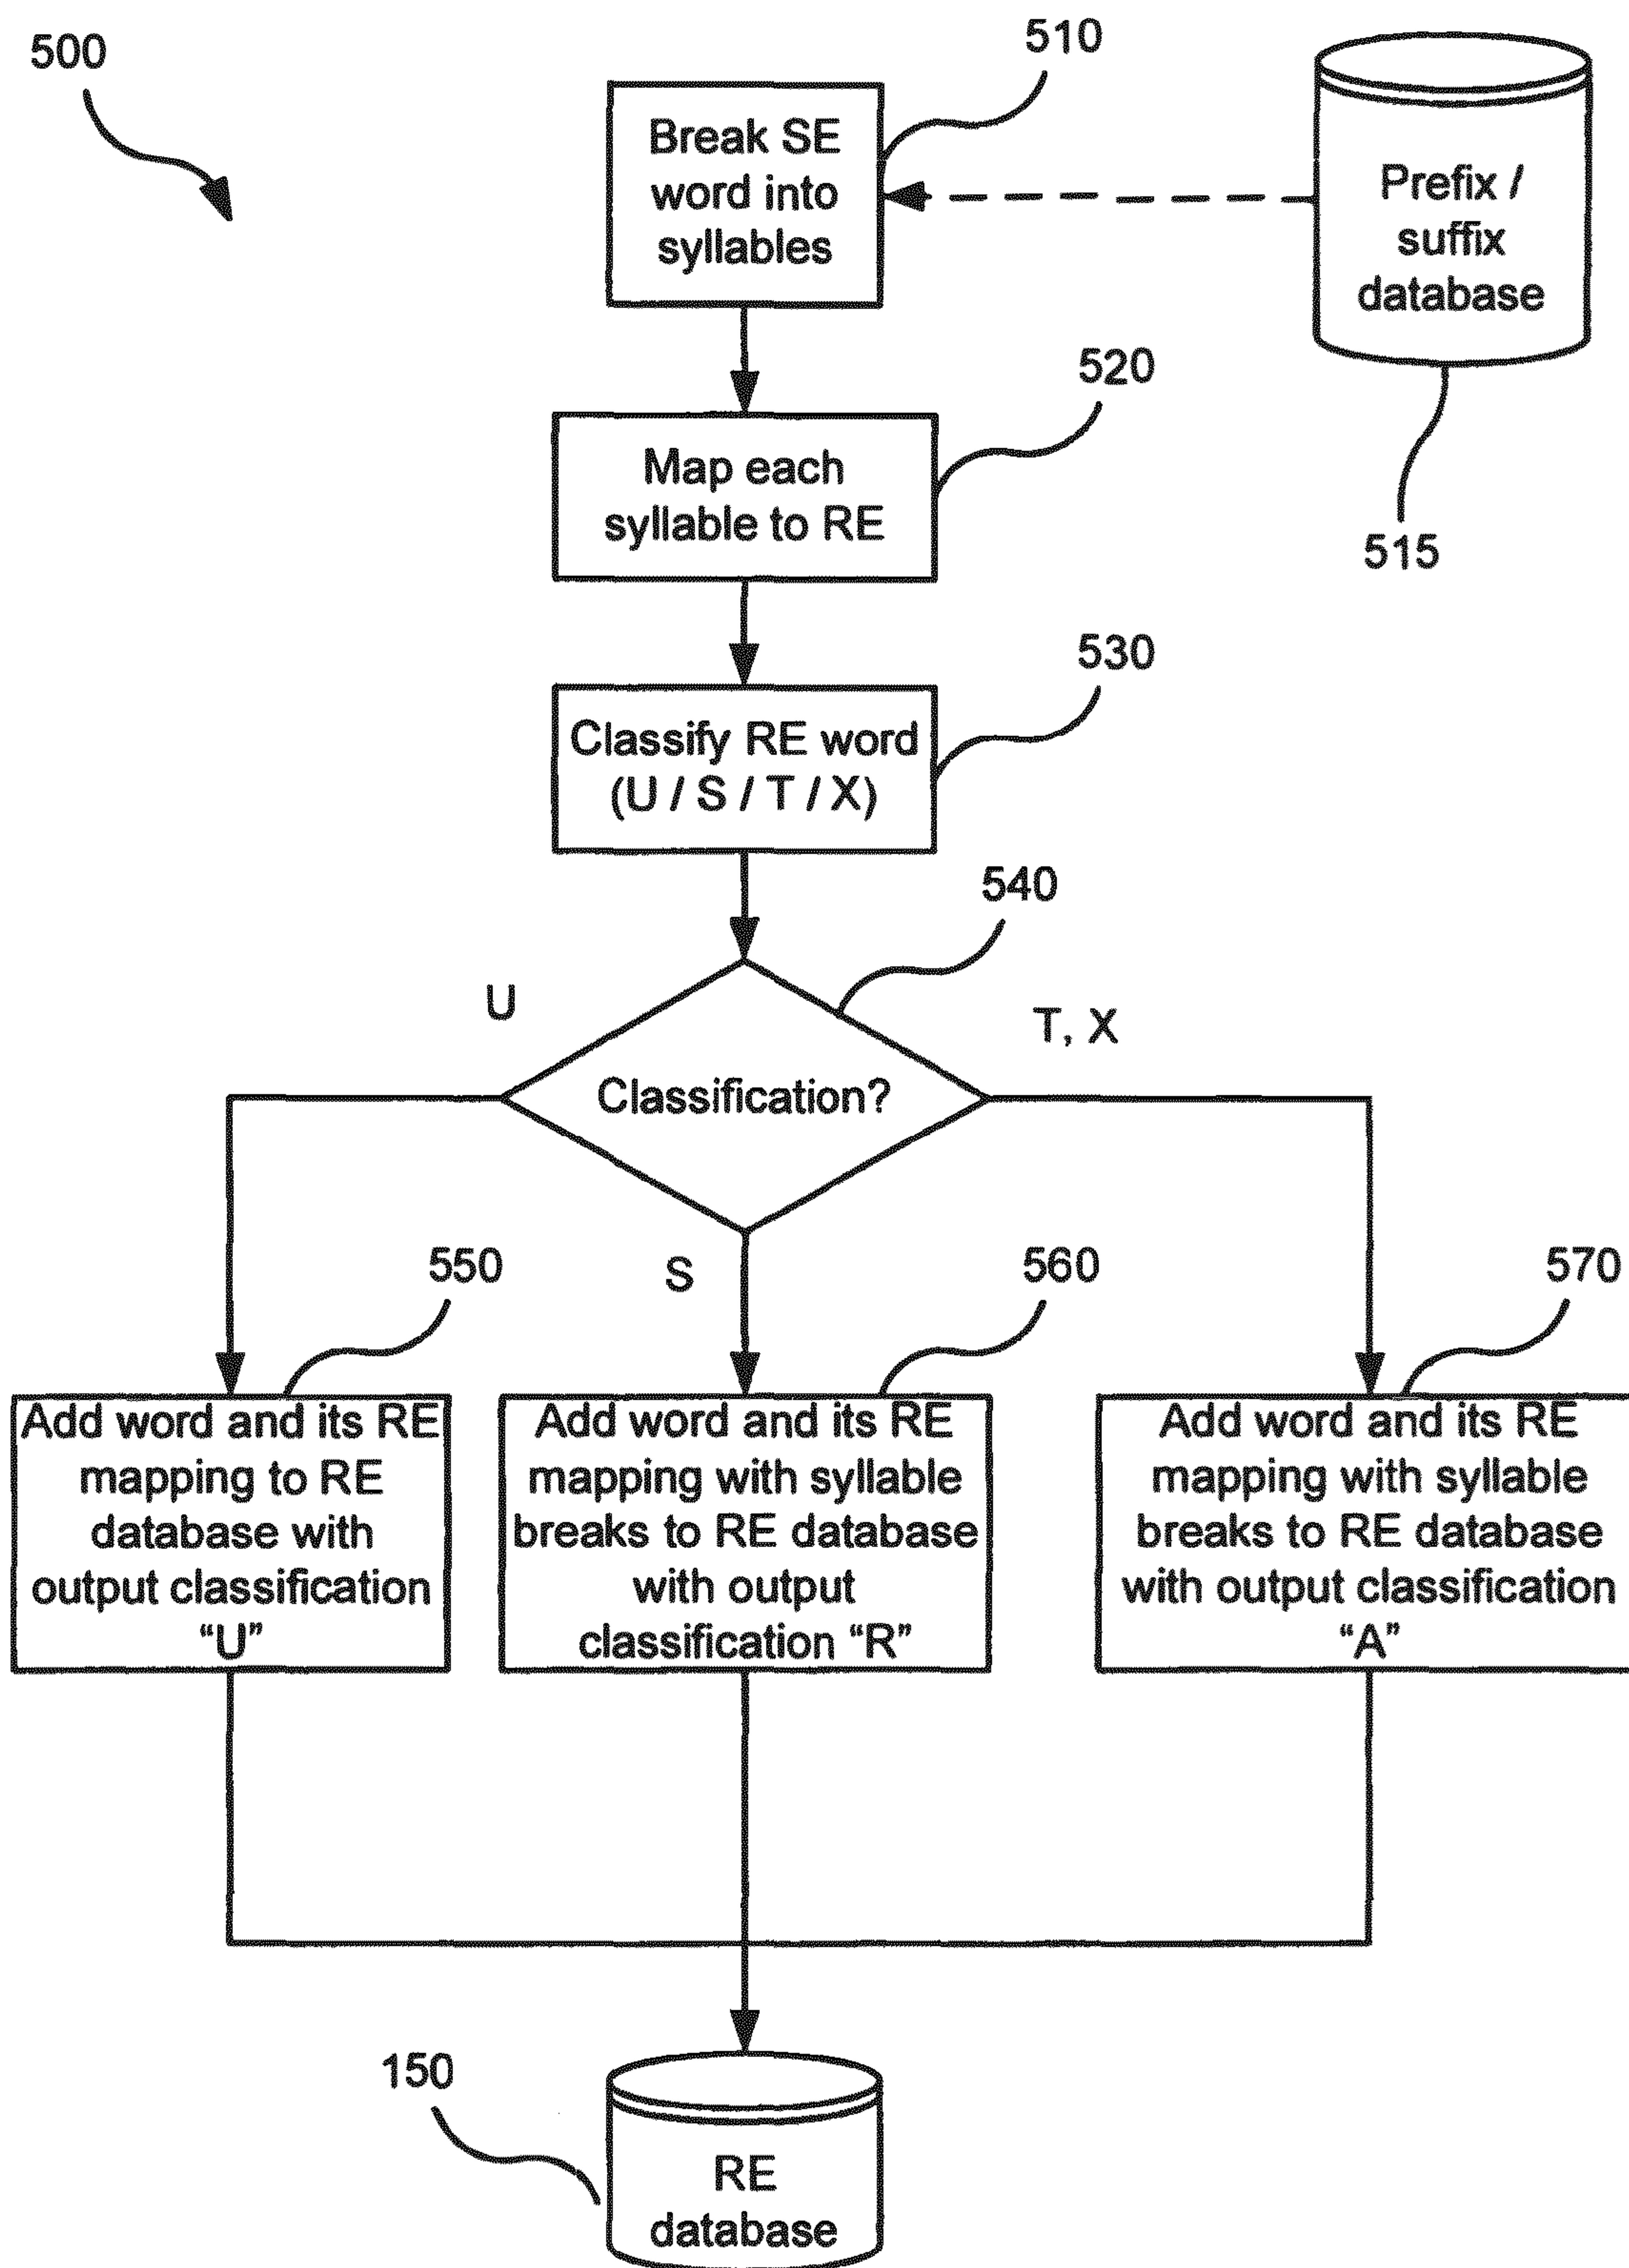 500
510
Break SE
word into
syllables
Prefix /
suffix
database
515
520
Map each
syllable to RE
530
Classify RE word
(U / S / T / X)
540
U
T, X
Classification?
S
550
560
570
Add word and its RE
mapping to RE
database with
output classification
“U”
Add word and its RE
mapping with syllable
breaks to RE database
with output
classification “R”
Add word and its RE
mapping with syllable
breaks to RE database
with output classification
“A”
150
RE
database